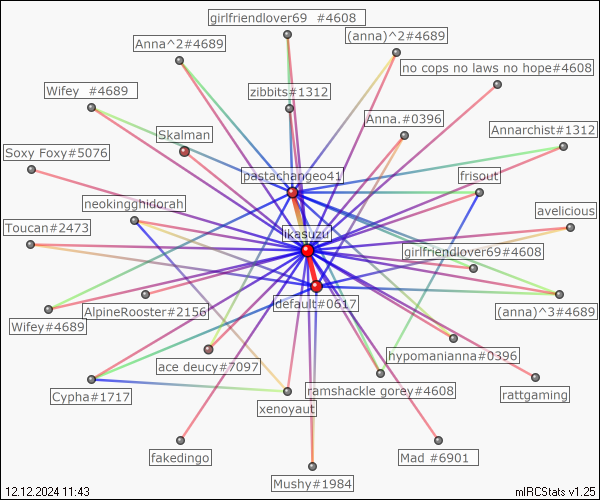 girlfriendlover69 #4608
Anna^2#4689
(anna)^2#4689
no cops no laws no hope#4608
Wifey #4689
zibbits#1312
Anna.#0396
Skalman
Annarchist#1312
Soxy Foxy#5076
pastachangeo41
frisout
neokingghidorah
avelicious
Toucan#2473
ikasuzu
girlfriendlover69#4608
default#0617
AlpineRooster#2156
(anna)^3#4689
Wifey#4689
hypomanianna#0396
ace deucy#7097
ramshackle gorey#4608
rattgaming
Cypha#1717
xenoyaut
fakedingo
Mad #6901
Mushy#1984
12.12.2024 11:43
mIRCStats v1.25